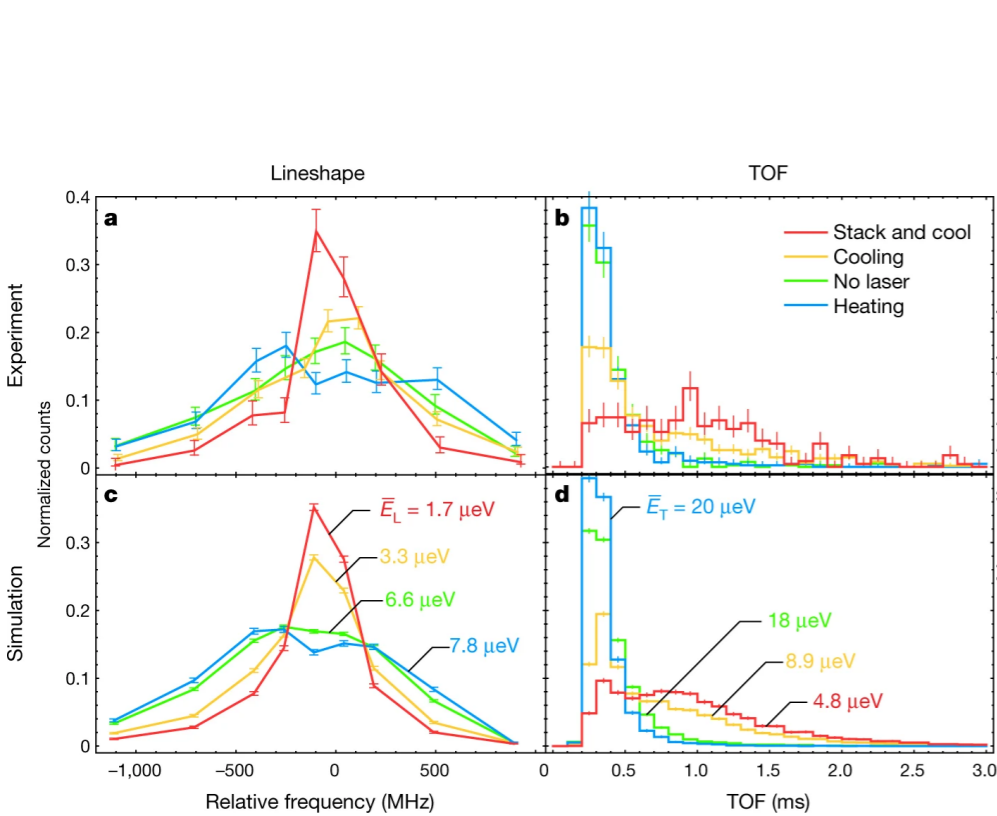 Lineshape
TOF
Experiment
Simulation
Normalized counts
0.4
0.3
0.2
0.1
0
a
b
Stack and cool
Cooling
No laser
Heating
c
E̅L = 1.7 μeV
3.3 μeV
6.6 μeV
7.8 μeV
0.3
0.2
0.1
0
d
E̅T = 20 μeV
18 μeV
8.9 μeV
4.8 μeV
−1,000
−500
0
500
0
0.5
1.0
1.5
2.0
2.5
3.0
Relative frequency (MHz)
TOF (ms)